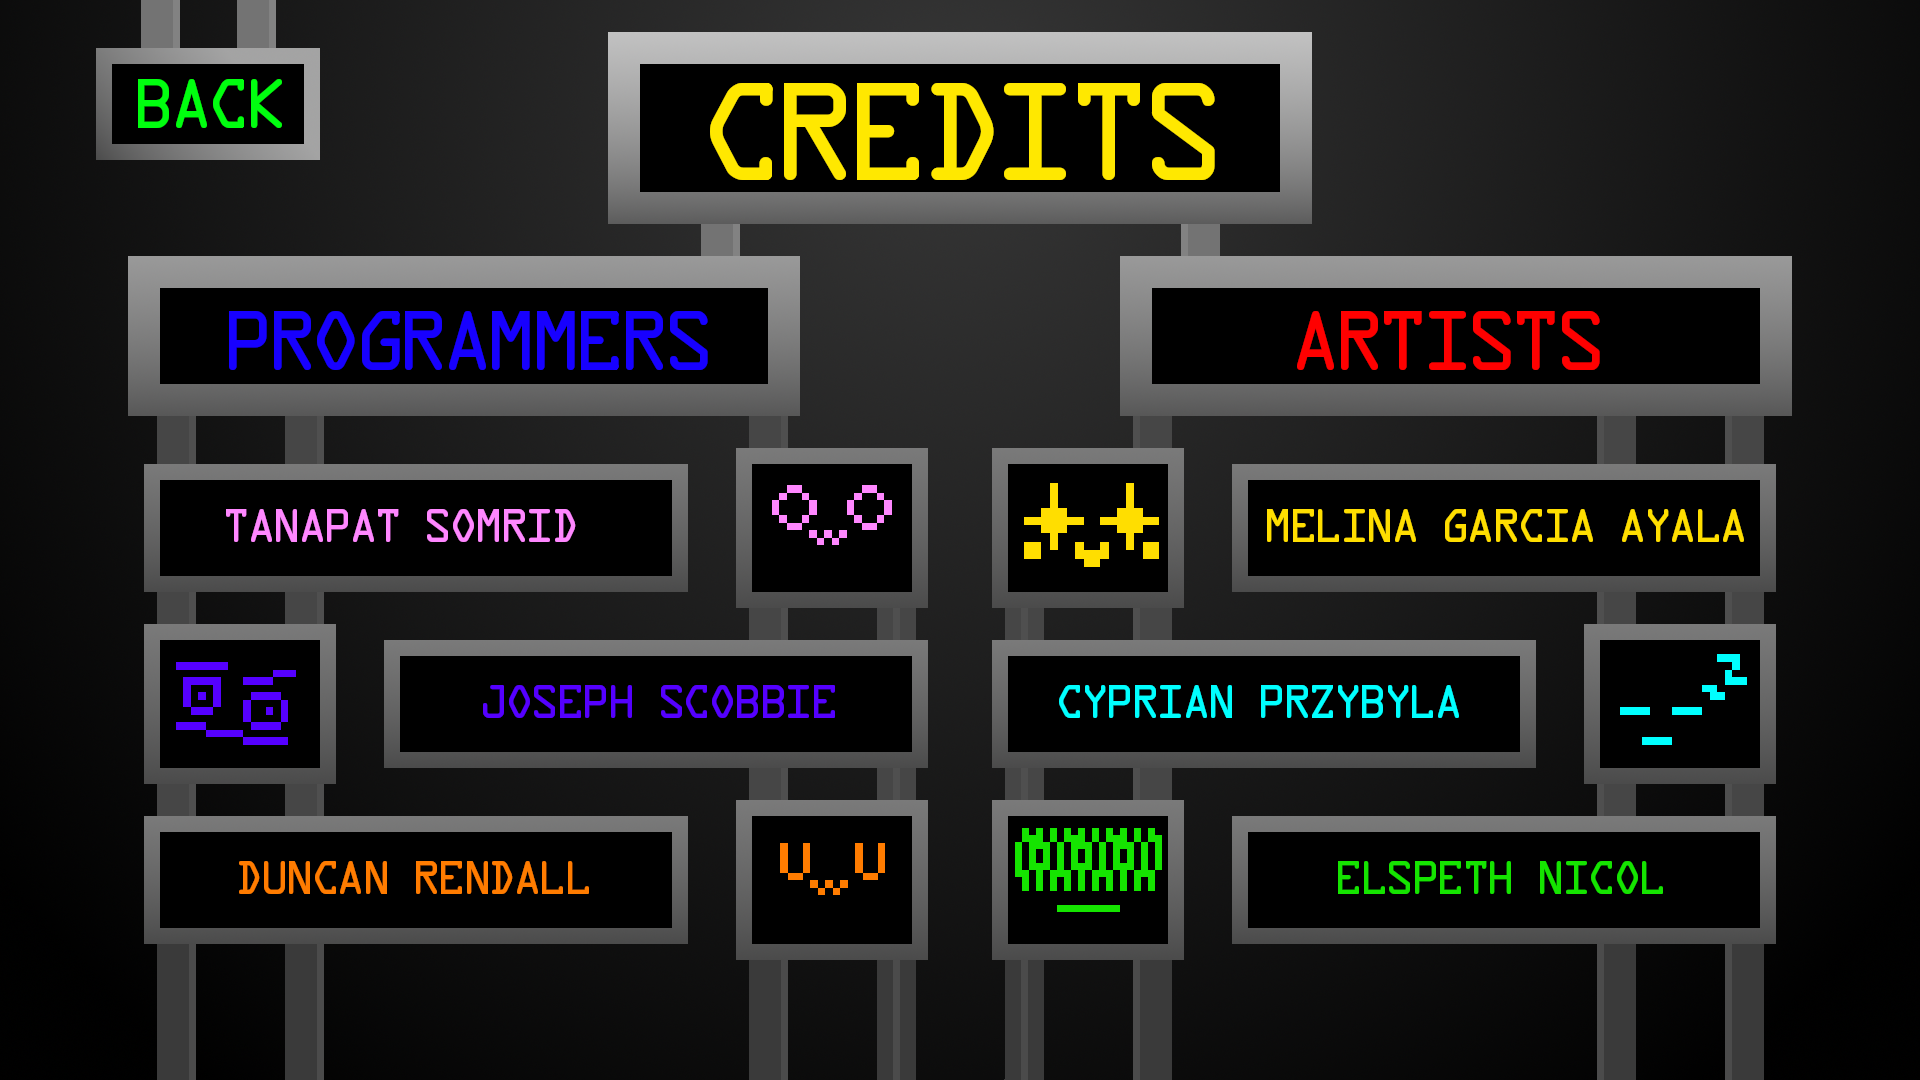 BACK
CREDITS
PROGRAMMERS
ARTISTS
TANAPAT SOMRID
MELINA GARCIA AYALA
JOSEPH SCOBBIE
CYPRIAN PRZYBYLA
DUNCAN RENDALL
ELSPETH NICOL